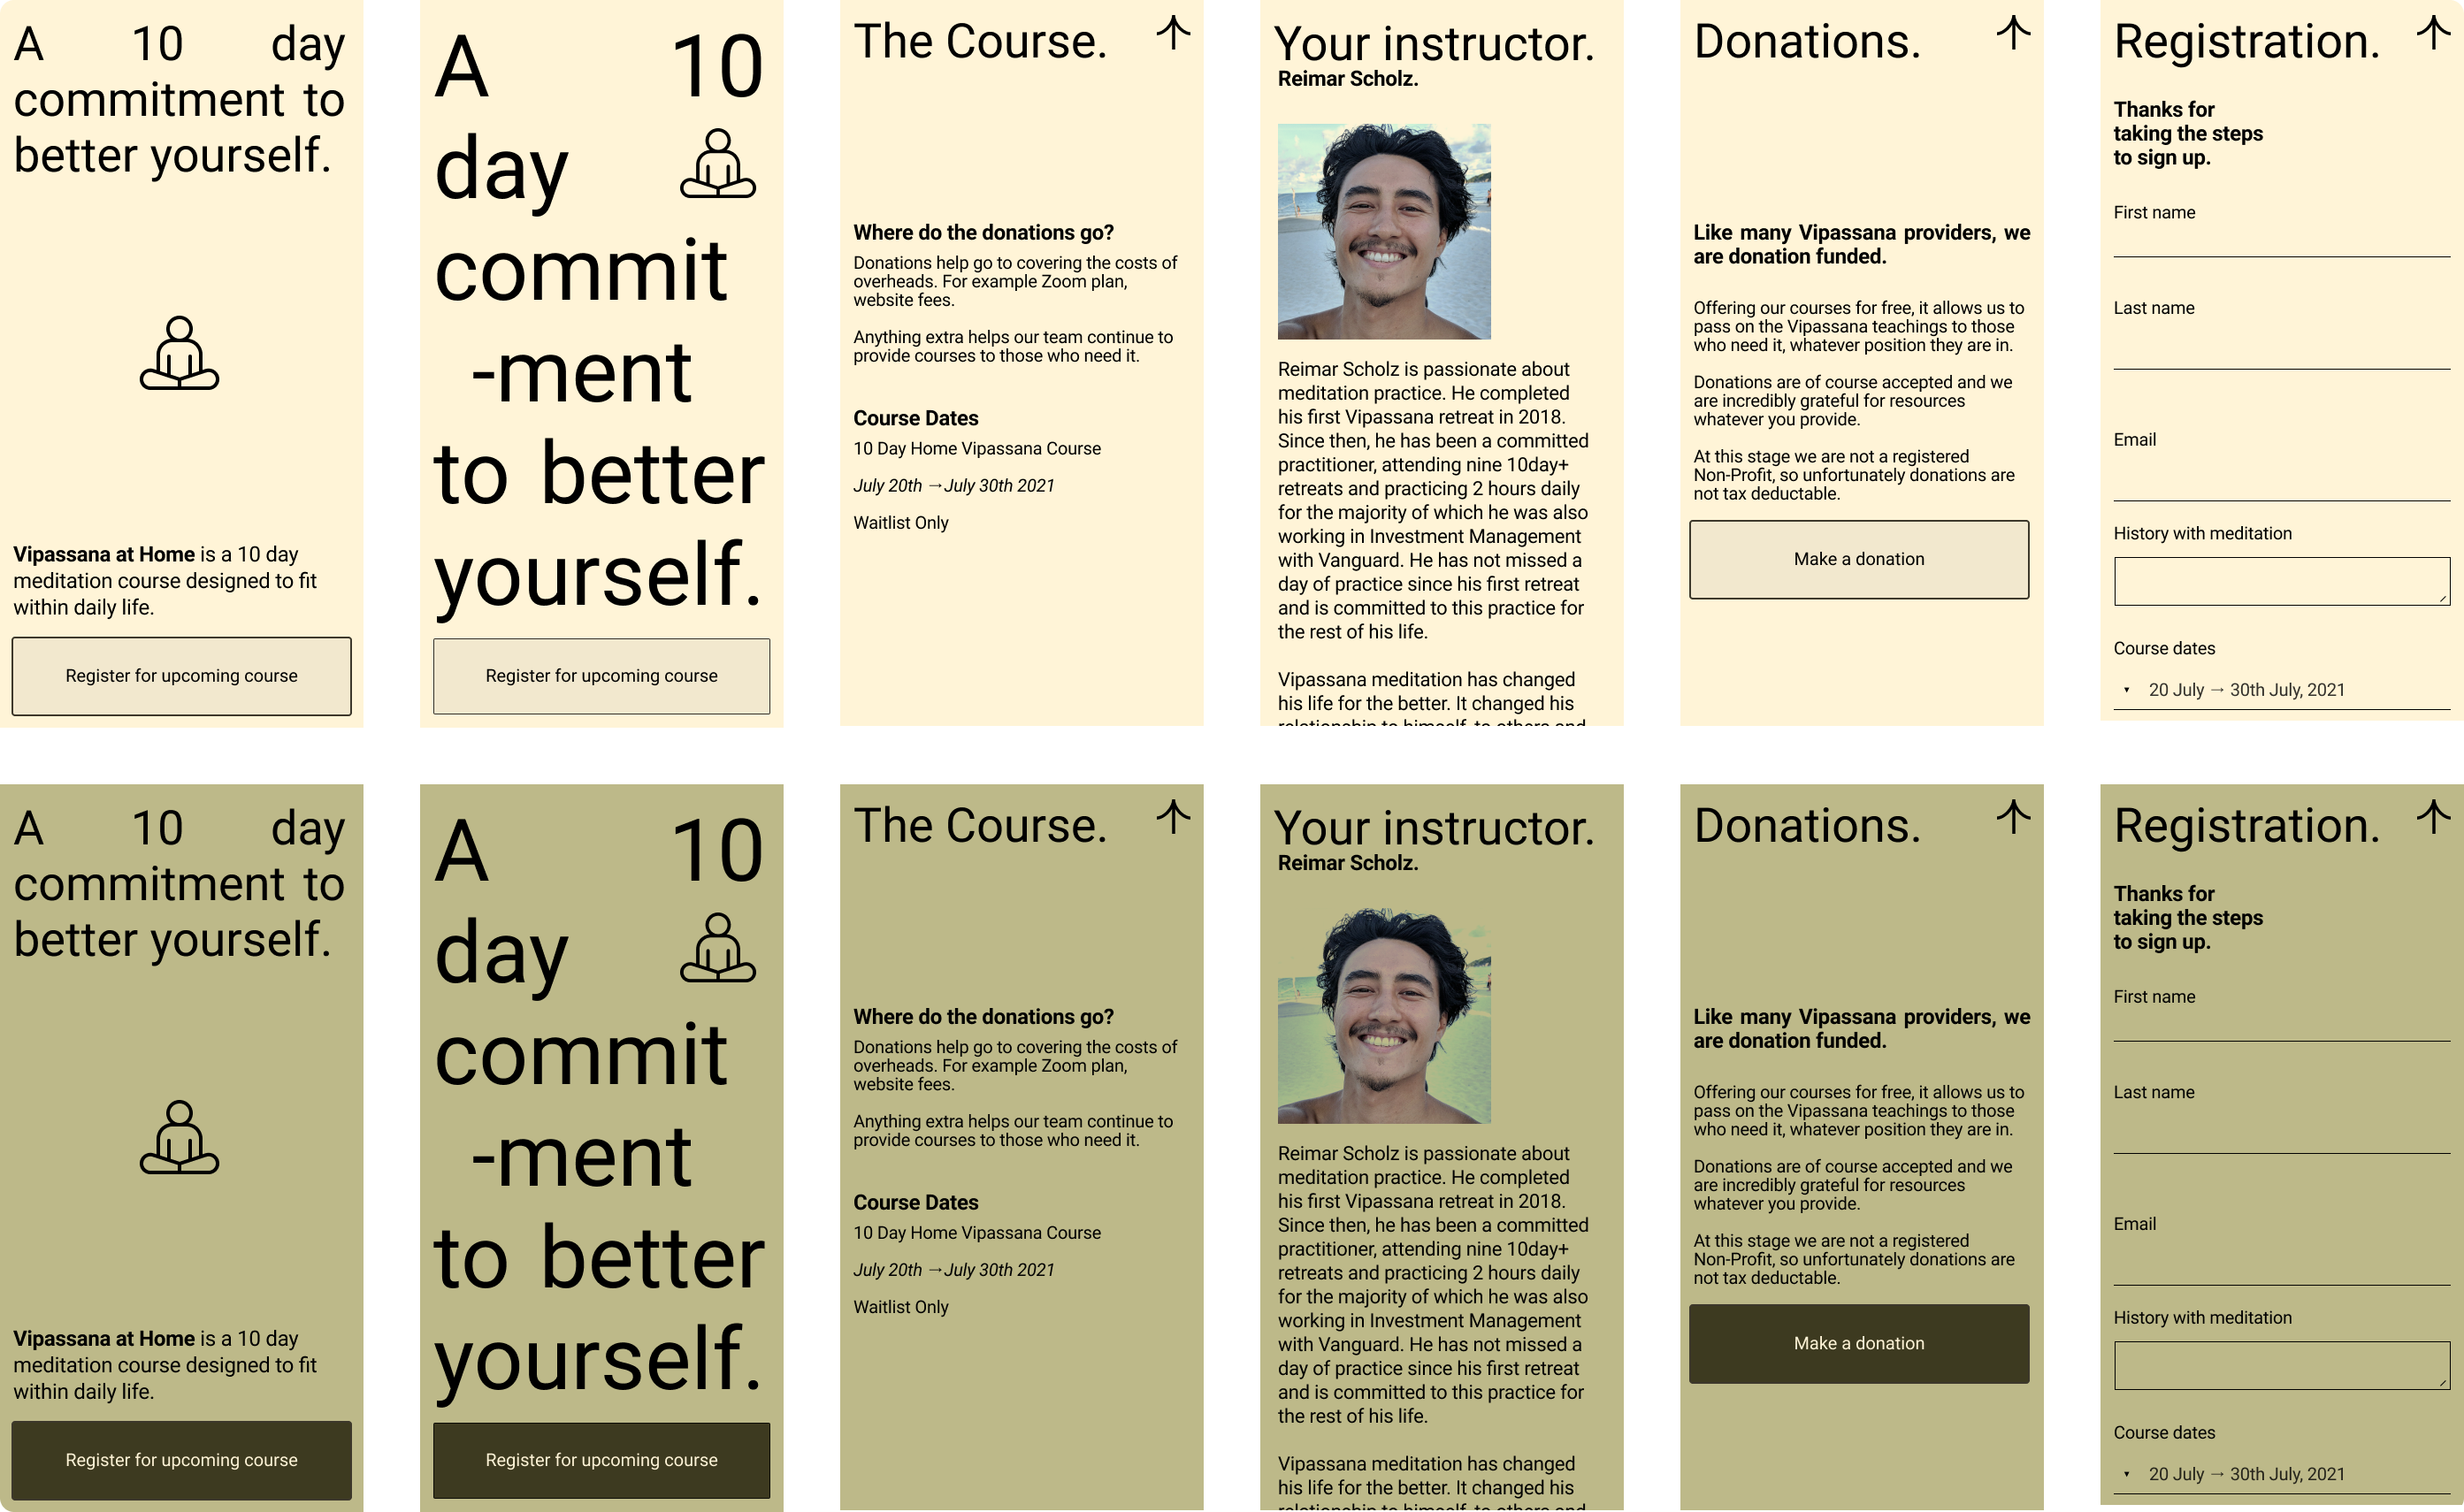 A 10 day
commitment to
better yourself.
Vipassana at Home is a 10 day
meditation course designed to fit
within daily life.
Register for upcoming course
A 10
day
commit
-ment
to better
yourself.
Register for upcoming course
The Course.
Where do the donations go?
Donations help go to covering the costs of
overheads. For example Zoom plan,
website fees.
Anything extra helps our team continue to
provide courses to those who need it.
Course Dates
10 Day Home Vipassana Course
July 20th →July 30th 2021
Waitlist Only
Your instructor.
Reimar Scholz.
Reimar Scholz is passionate about
meditation practice. He completed
his first Vipassana retreat in 2018.
Since then, he has been a committed
practitioner, attending nine 10day+
retreats and practicing 2 hours daily
for the majority of which he was also
working in Investment Management
with Vanguard. He has not missed a
day of practice since his first retreat
and is committed to this practice for
the rest of his life.
Vipassana meditation has changed
his life for the better. It changed his
relationship to himself, to others and
Donations.
Like many Vipassana providers, we
are donation funded.
Offering our courses for free, it allows us to
pass on the Vipassana teachings to those
who need it, whatever position they are in.
Donations are of course accepted and we
are incredibly grateful for resources
whatever you provide.
At this stage we are not a registered
Non-Profit, so unfortunately donations are
not tax deductable.
Make a donation
Registration.
Thanks for
taking the steps
to sign up.
First name
Last name
Email
History with meditation
Course dates
20 July → 30th July, 2021
A 10 day
commitment to
better yourself.
Vipassana at Home is a 10 day
meditation course designed to fit
within daily life.
Register for upcoming course
A 10
day
commit
-ment
to better
yourself.
Register for upcoming course
The Course.
Where do the donations go?
Donations help go to covering the costs of
overheads. For example Zoom plan,
website fees.
Anything extra helps our team continue to
provide courses to those who need it.
Course Dates
10 Day Home Vipassana Course
July 20th →July 30th 2021
Waitlist Only
Your instructor.
Reimar Scholz.
Reimar Scholz is passionate about
meditation practice. He completed
his first Vipassana retreat in 2018.
Since then, he has been a committed
practitioner, attending nine 10day+
retreats and practicing 2 hours daily
for the majority of which he was also
working in Investment Management
with Vanguard. He has not missed a
day of practice since his first retreat
and is committed to this practice for
the rest of his life.
Vipassana meditation has changed
his life for the better. It changed his
relationship to himself, to others and
Donations.
Like many Vipassana providers, we
are donation funded.
Offering our courses for free, it allows us to
pass on the Vipassana teachings to those
who need it, whatever position they are in.
Donations are of course accepted and we
are incredibly grateful for resources
whatever you provide.
At this stage we are not a registered
Non-Profit, so unfortunately donations are
not tax deductable.
Make a donation
Registration.
Thanks for
taking the steps
to sign up.
First name
Last name
Email
History with meditation
Course dates
20 July → 30th July, 2021